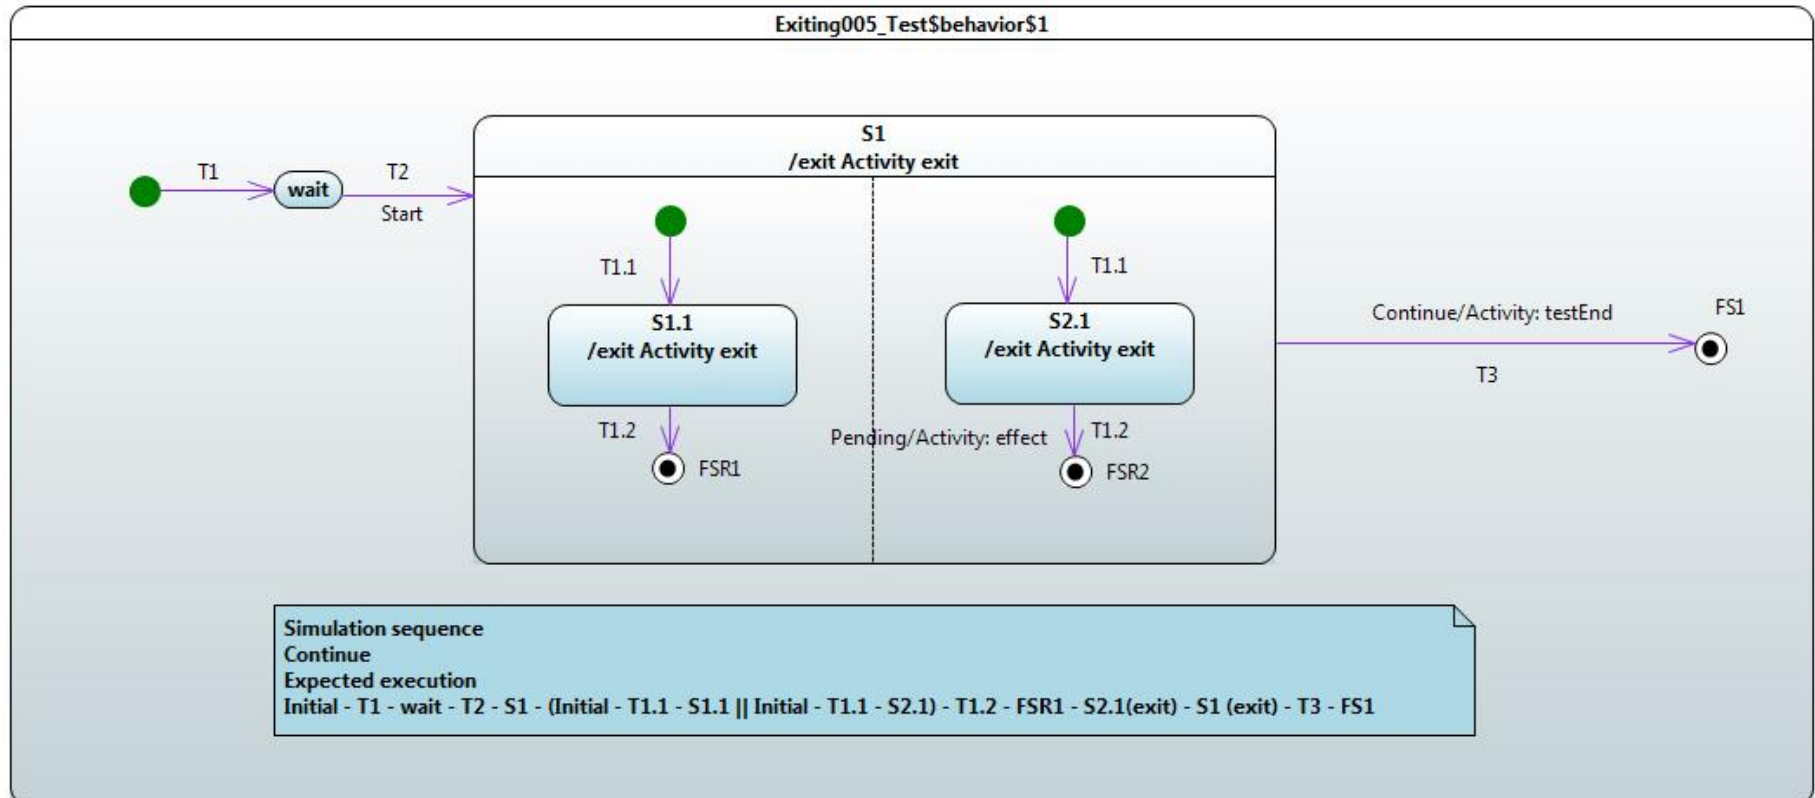 Exiting005_Test$behavior$1
S1
/exit Activity exit
T1
wait
T2
Start
T1.1
T1.1
S1.1
/exit Activity exit
S2.1
/exit Activity exit
Continue/Activity: testEnd
FS1
T3
T1.2
Pending/Activity: effect
T1.2
FSR1
FSR2
Simulation sequence
Continue
Expected execution
Initial - T1 - wait - T2 - S1 - (Initial - T1.1 - S1.1 || Initial - T1.1 - S2.1) - T1.2 - FSR1 - S2.1(exit) - S1 (exit) - T3 - FS1